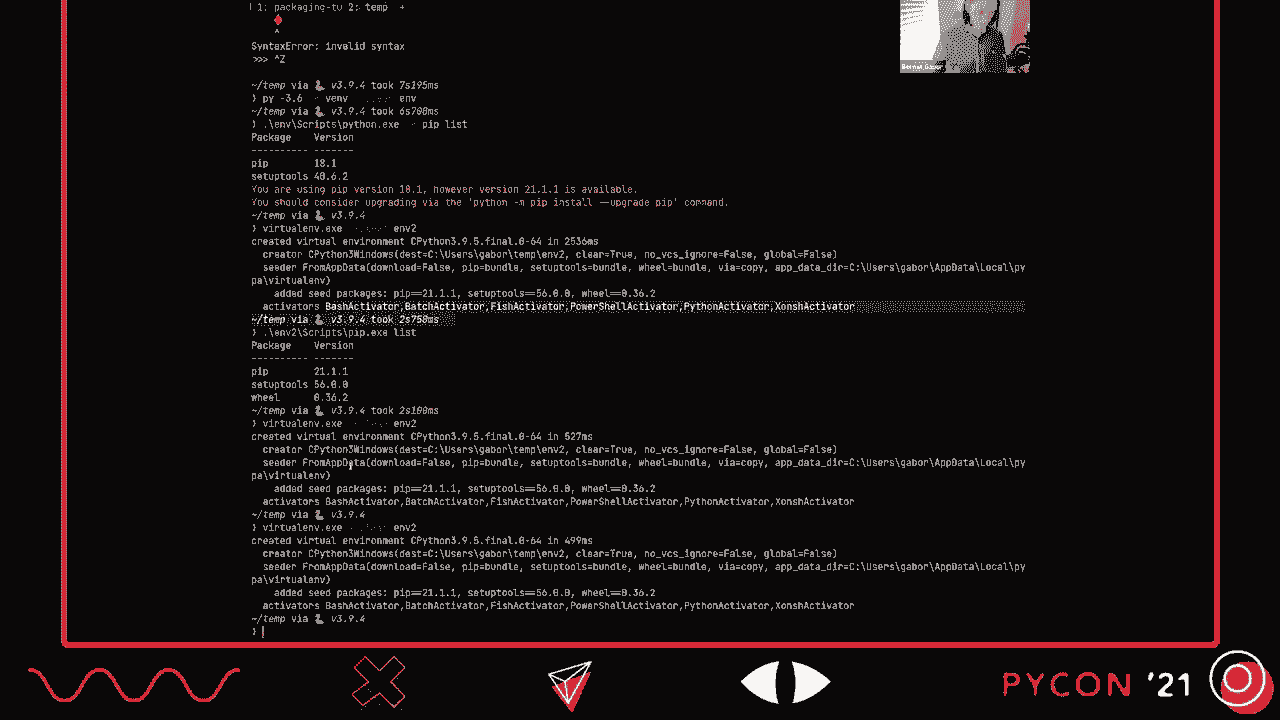 1: packaging-tu 2: temp +
^
SyntaxError: invalid syntax
>>> ^Z
~/temp via v3.9.4 took 7s195ms
❯ py -3.6 venv env
~/temp via v3.9.4 took 6s708ms
❯ .\env\Scripts\python.exe - pip list
Package Version
---------- -------
pip 18.1
setuptools 40.6.2
You are using pip version 18.1, however version 21.1.1 is available.
You should consider upgrading via the 'python -m pip install --upgrade pip' command.
~/temp via v3.9.4
❯ virtualenv.exe env2
created virtual environment CPython3.9.5.final.0-64 in 2536ms
creator CPython3Windows(dest=C:\Users\gabor\temp\env2, clear=True, no_vcs_ignore=False, global=False)
seeder FromAppData(download=False, pip=bundle, setuptools=bundle, wheel=bundle, via=copy, app_data_dir=C:\Users\gabor\AppData\Local\py
pa\virtualenv)
added seed packages: pip==21.1.1, setuptools==56.0.0, wheel==0.36.2
activators BashActivator,BatchActivator,FishActivator,PowerShellActivator,PythonActivator,XonshActivator
~/temp via v3.9.4 took 2s758ms
❯ .\env2\Scripts\pip.exe list
Package Version
---------- -------
pip 21.1.1
setuptools 56.0.0
wheel 0.36.2
~/temp via v3.9.4 took 2s100ms
❯ virtualenv.exe env2
created virtual environment CPython3.9.5.final.0-64 in 527ms
creator CPython3Windows(dest=C:\Users\gabor\temp\env2, clear=True, no_vcs_ignore=False, global=False)
seeder FromAppData(download=False, pip=bundle, setuptools=bundle, wheel=bundle, via=copy, app_data_dir=C:\Users\gabor\AppData\Local\py
pa\virtualenv)
added seed packages: pip==21.1.1, setuptools==56.0.0, wheel==0.36.2
activators BashActivator,BatchActivator,FishActivator,PowerShellActivator,PythonActivator,XonshActivator
~/temp via v3.9.4
❯ virtualenv.exe env2
created virtual environment CPython3.9.5.final.0-64 in 499ms
creator CPython3Windows(dest=C:\Users\gabor\temp\env2, clear=True, no_vcs_ignore=False, global=False)
seeder FromAppData(download=False, pip=bundle, setuptools=bundle, wheel=bundle, via=copy, app_data_dir=C:\Users\gabor\AppData\Local\py
pa\virtualenv)
added seed packages: pip==21.1.1, setuptools==56.0.0, wheel==0.36.2
activators BashActivator,BatchActivator,FishActivator,PowerShellActivator,PythonActivator,XonshActivator
~/temp via v3.9.4
❯
PYCON '21